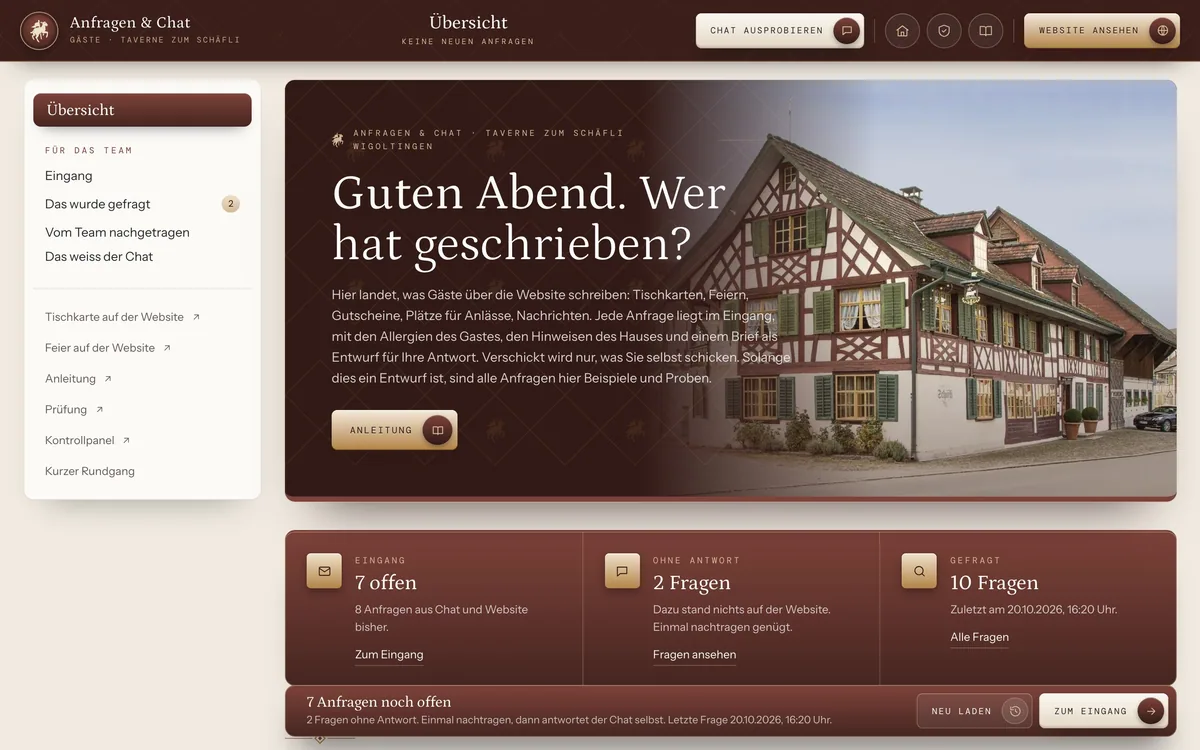 Anfragen & Chat
GÄSTE · TAVERNE ZUM SCHÄFLI
Übersicht
KEINE NEUEN ANFRAGEN
CHAT AUSPROBIEREN
WEBSITE ANSEHEN
Übersicht
FÜR DAS TEAM
Eingang
Das wurde gefragt
2
Vom Team nachgetragen
Das weiss der Chat
Tischkarte auf der Website ↗
Feier auf der Website ↗
Anleitung ↗
Prüfung ↗
Kontrollpanel ↗
Kurzer Rundgang
ANFRAGEN & CHAT · TAVERNE ZUM SCHÄFLI
WIGOLTINGEN
Guten Abend. Wer
hat geschrieben?
Hier landet, was Gäste über die Website schreiben: Tischkarten, Feiern,
Gutscheine, Plätze für Anlässe, Nachrichten. Jede Anfrage liegt im Eingang,
mit den Allergien des Gastes, den Hinweisen des Hauses und einem Brief als
Entwurf für Ihre Antwort. Verschickt wird nur, was Sie selbst schicken. Solange
dies ein Entwurf ist, sind alle Anfragen hier Beispiele und Proben.
ANLEITUNG
EINGANG
7 offen
8 Anfragen aus Chat und Website
bisher.
Zum Eingang
OHNE ANTWORT
2 Fragen
Dazu stand nichts auf der Website.
Einmal nachtragen genügt.
Fragen ansehen
GEFRAGT
10 Fragen
Zuletzt am 20.10.2026, 16:20 Uhr.
Alle Fragen
7 Anfragen noch offen
2 Fragen ohne Antwort. Einmal nachtragen, dann antwortet der Chat selbst. Letzte Frage 20.10.2026, 16:20 Uhr.
NEU LADEN
ZUM EINGANG